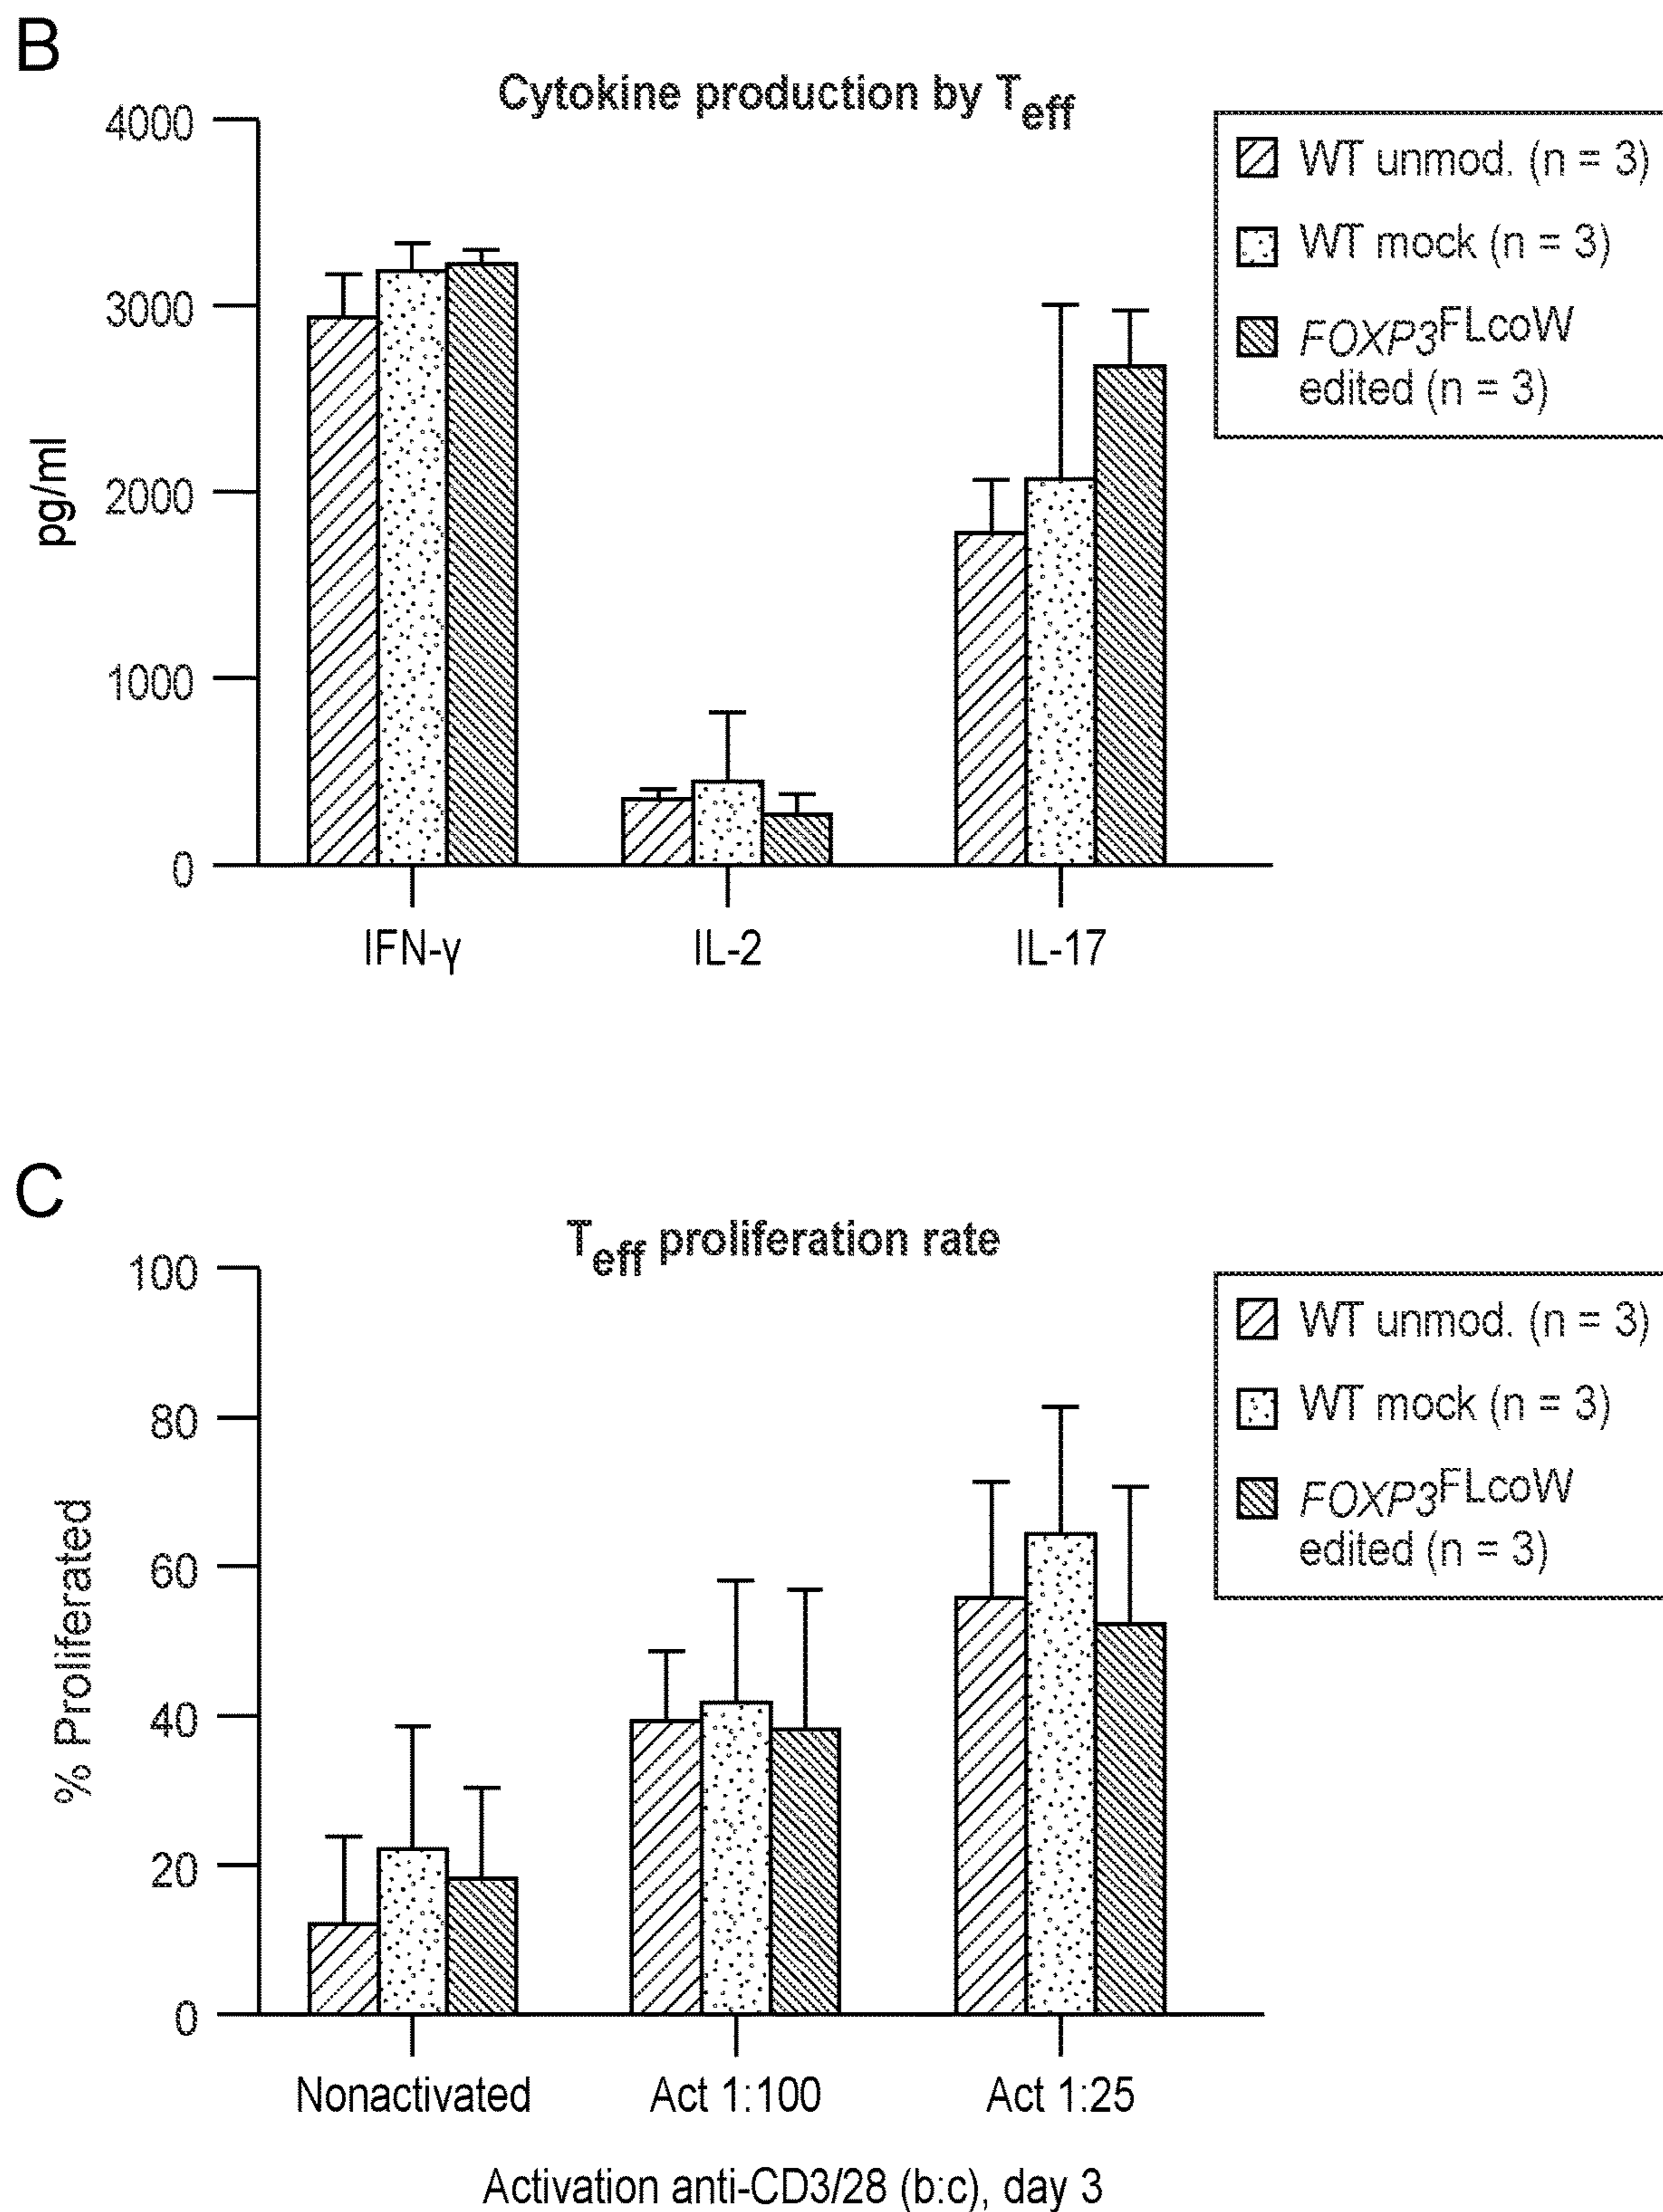 B
Cytokine production by Teff
4000
3000
2000
1000
0
pg/ml
IFN-γ
IL-2
IL-17
WT unmod. (n = 3)
WT mock (n = 3)
FOXP3FLcoW
edited (n = 3)
C
Teff proliferation rate
100
80
60
40
20
0
% Proliferated
Nonactivated
Act 1:100
Act 1:25
Activation anti-CD3/28 (b:c), day 3
WT unmod. (n = 3)
WT mock (n = 3)
FOXP3FLcoW
edited (n = 3)